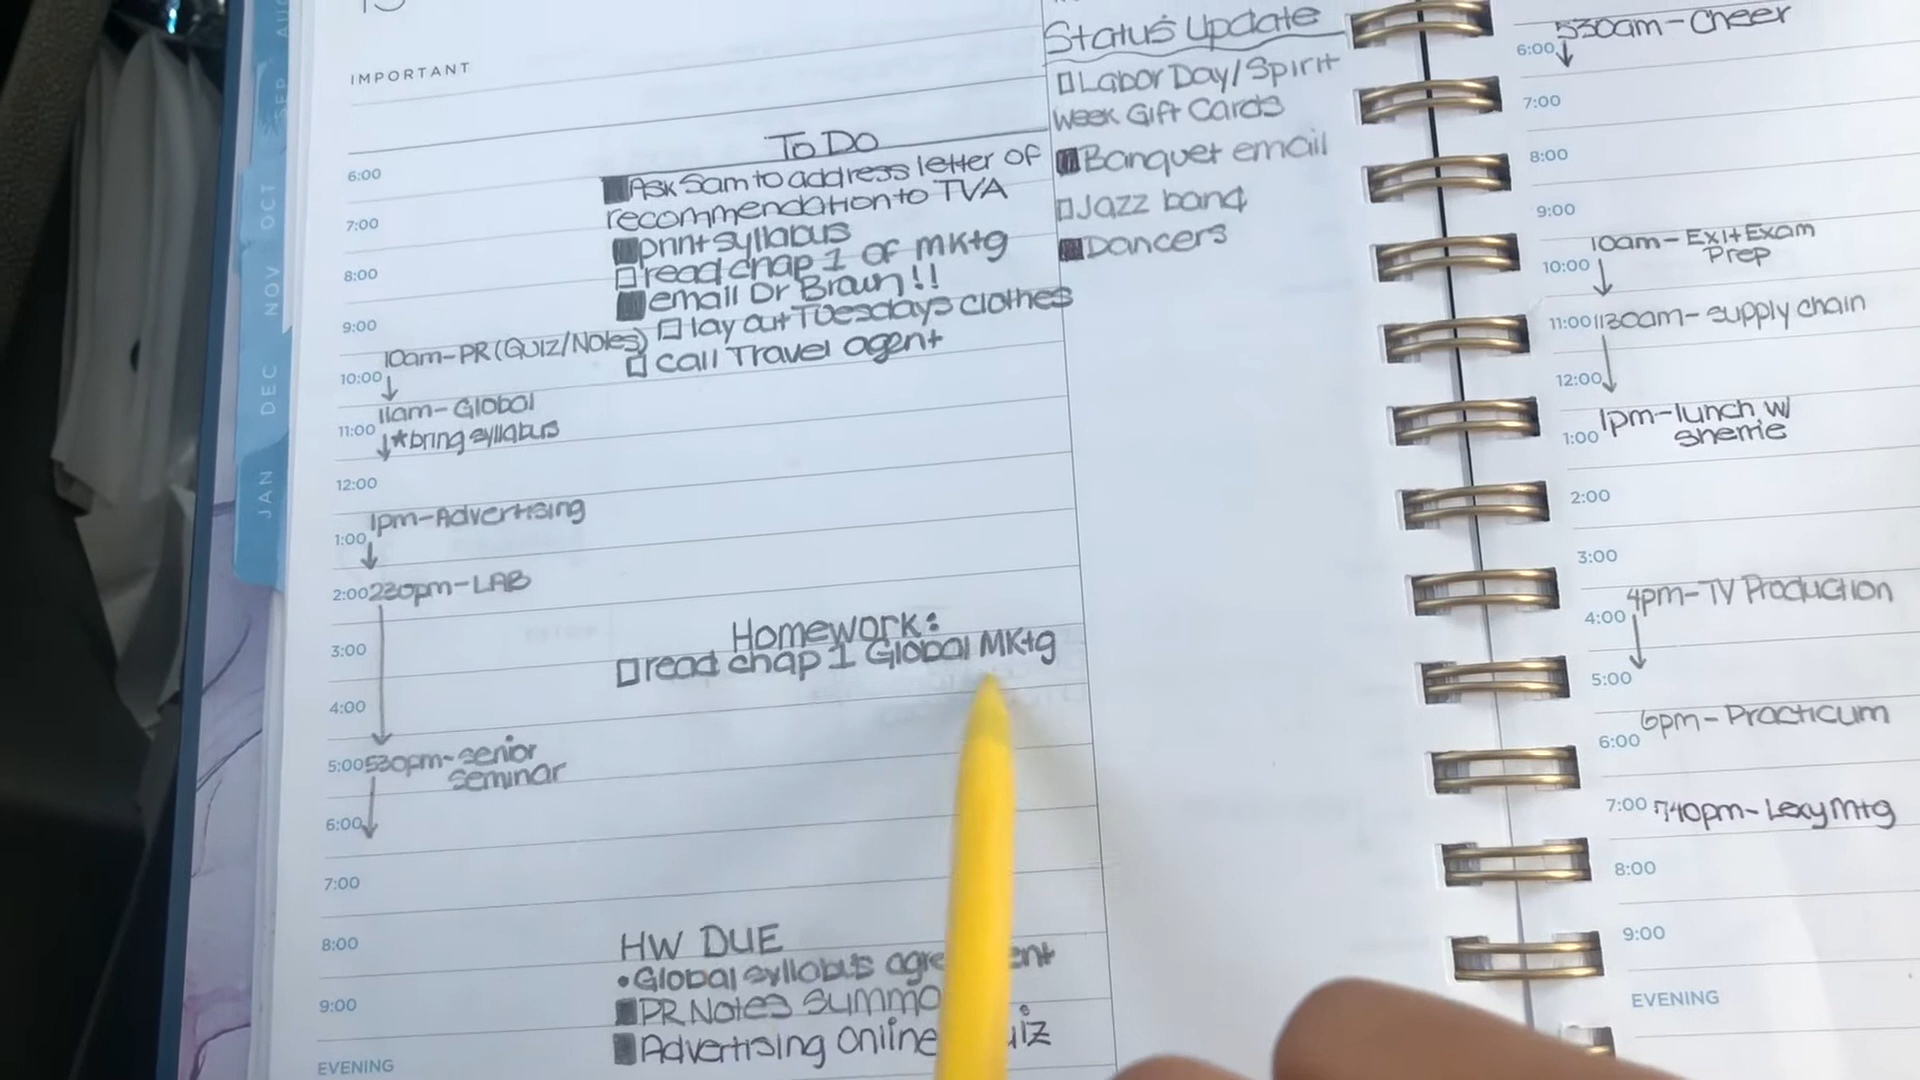 AUG
SEP
OCT
NOV
DEC
JAN
IMPORTANT
To Do
Ask Sam to address letter of
recommendation to TVA
print syllabus
read chap 1 of mktg
email Dr Braun!!
lay out Tuesdays clothes
call Travel agent
6:00
7:00
8:00
9:00
10am-PR (Quiz/Notes)
10:00
11am-Global
11:00
*bring syllabus
12:00
1pm-Advertising
1:00
2:00 230pm-LAB
3:00
4:00
5:00 530pm-senior
seminar
6:00
7:00
8:00
9:00
EVENING
Homework:
read chap 1 Global Mktg
HW DUE
•Global syllabus
PR Notes
Advertising Online
Status Update
Labor Day/Spirit
week Gift Cards
Banquet email
Jazz band
Dancers
530am-Cheer
6:00
7:00
8:00
9:00
10am-Exit Exam
Prep
10:00
11:00 1130am-supply chain
12:00
1pm-lunch w/
1:00
2:00
3:00
4pm-TV Production
4:00
5:00
6pm-Practicum
6:00
7:00 740pm-Lexy Mtg
8:00
9:00
EVENING